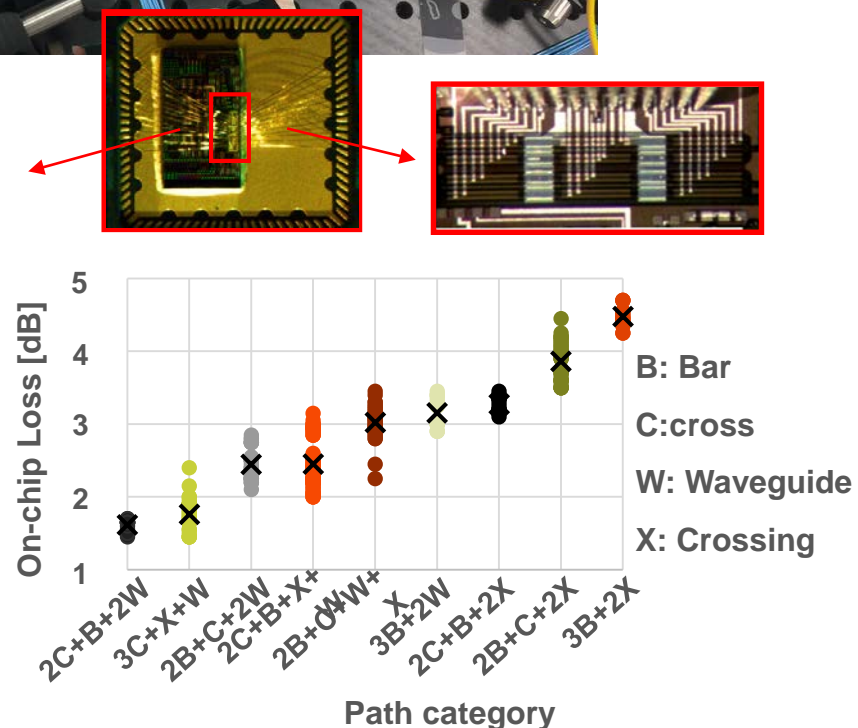 5
4
3
2
1
On-chip Loss [dB]
B: Bar
C:cross
W: Waveguide
X: Crossing
2C+B+2W
3C+X+W
2B+C+2W
2C+B+X+
W
2B+C+W+
X
3B+2W
2C+B+2X
2B+C+2X
3B+2X
Path category